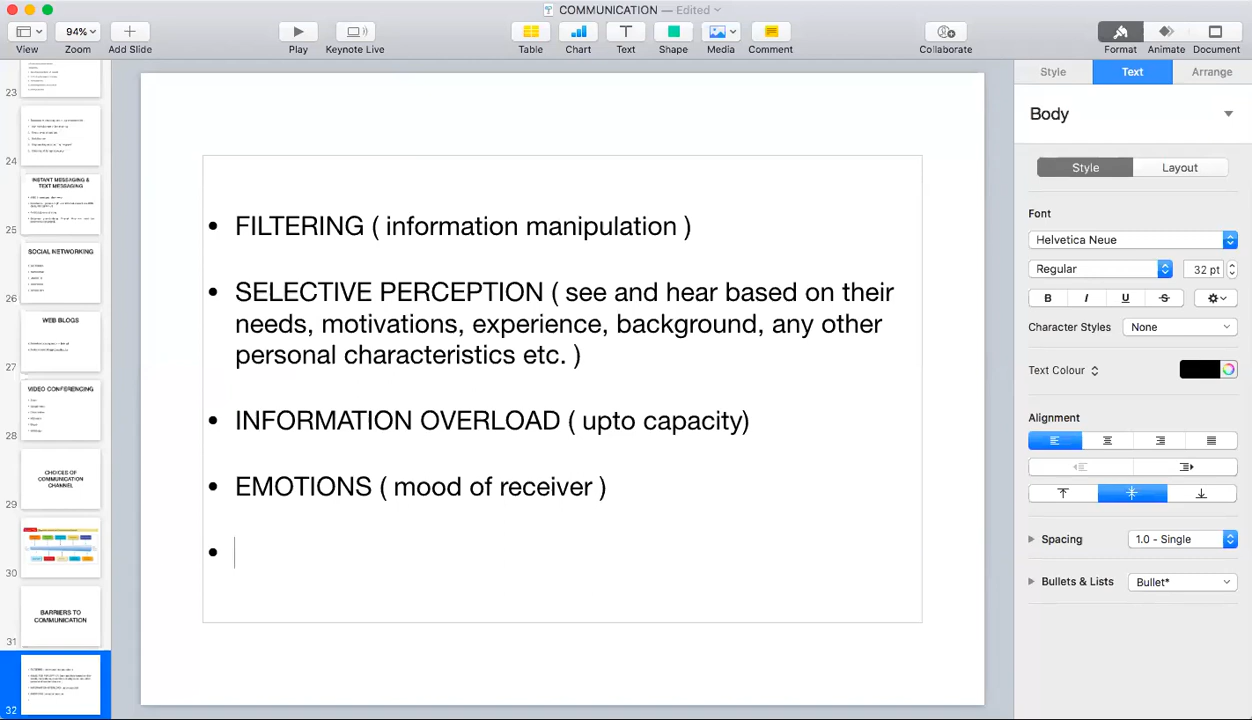 COMMUNICATION — Edited
94%
View
Zoom
Add Slide
Play
Keynote Live
Table
Chart
Text
Shape
Media
Comment
Collaborate
Format
Animate
Document
Style
Text
Arrange
23
24
INSTANT MESSAGING &
TEXT MESSAGING
25
SOCIAL NETWORKING
26
WEB BLOGS
27
VIDEO CONFERENCING
28
CHOICES OF
COMMUNICATION
CHANNEL
29
30
BARRIERS TO
COMMUNICATION
31
32
• FILTERING ( information manipulation )
• SELECTIVE PERCEPTION ( see and hear based on their
needs, motivations, experience, background, any other
personal characteristics etc. )
• INFORMATION OVERLOAD ( upto capacity)
• EMOTIONS ( mood of receiver )
•
Body
Style
Layout
Font
Helvetica Neue
Regular
32 pt
B I U S
Character Styles
None
Text Colour
Alignment
Spacing
1.0 - Single
Bullets & Lists
Bullet*